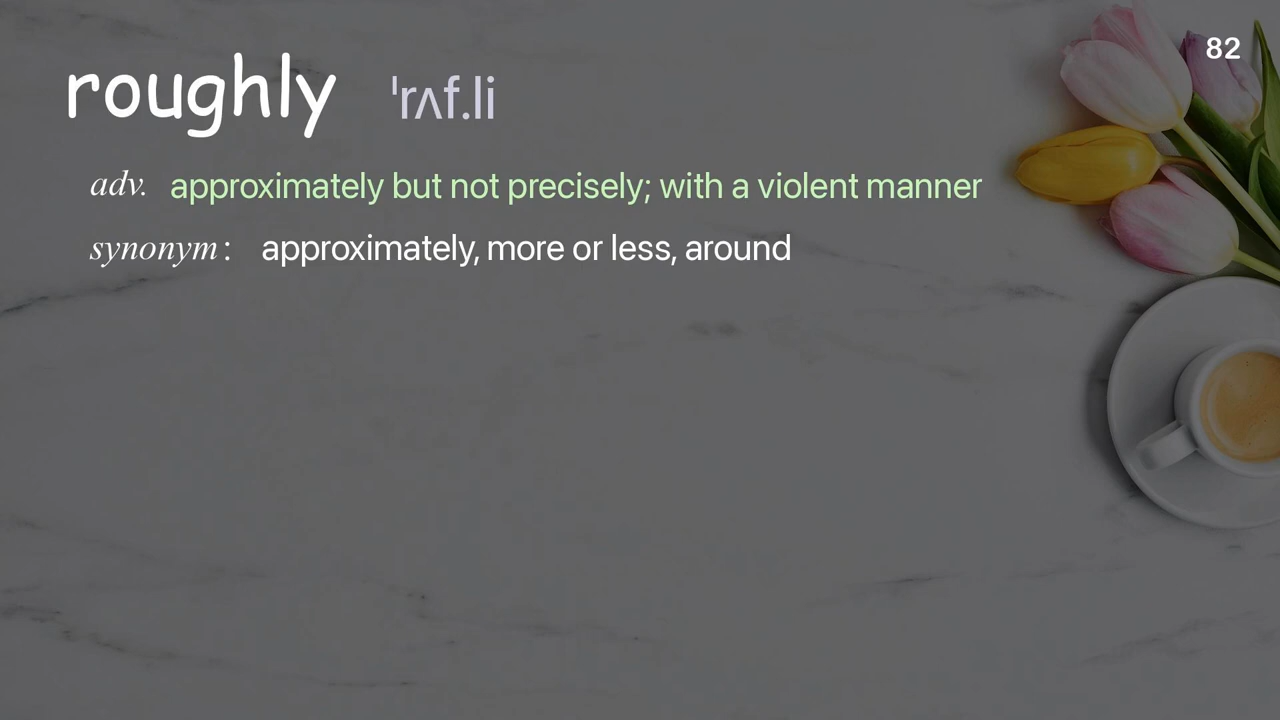 82
roughly ˈrʌf.li
adv. approximately but not precisely; with a violent manner
synonym: approximately, more or less, around